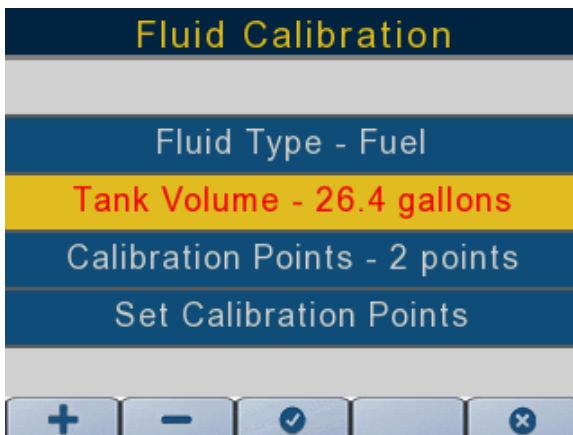 Fluid Calibration
Fluid Type - Fuel
Tank Volume - 26.4 gallons
Calibration Points - 2 points
Set Calibration Points